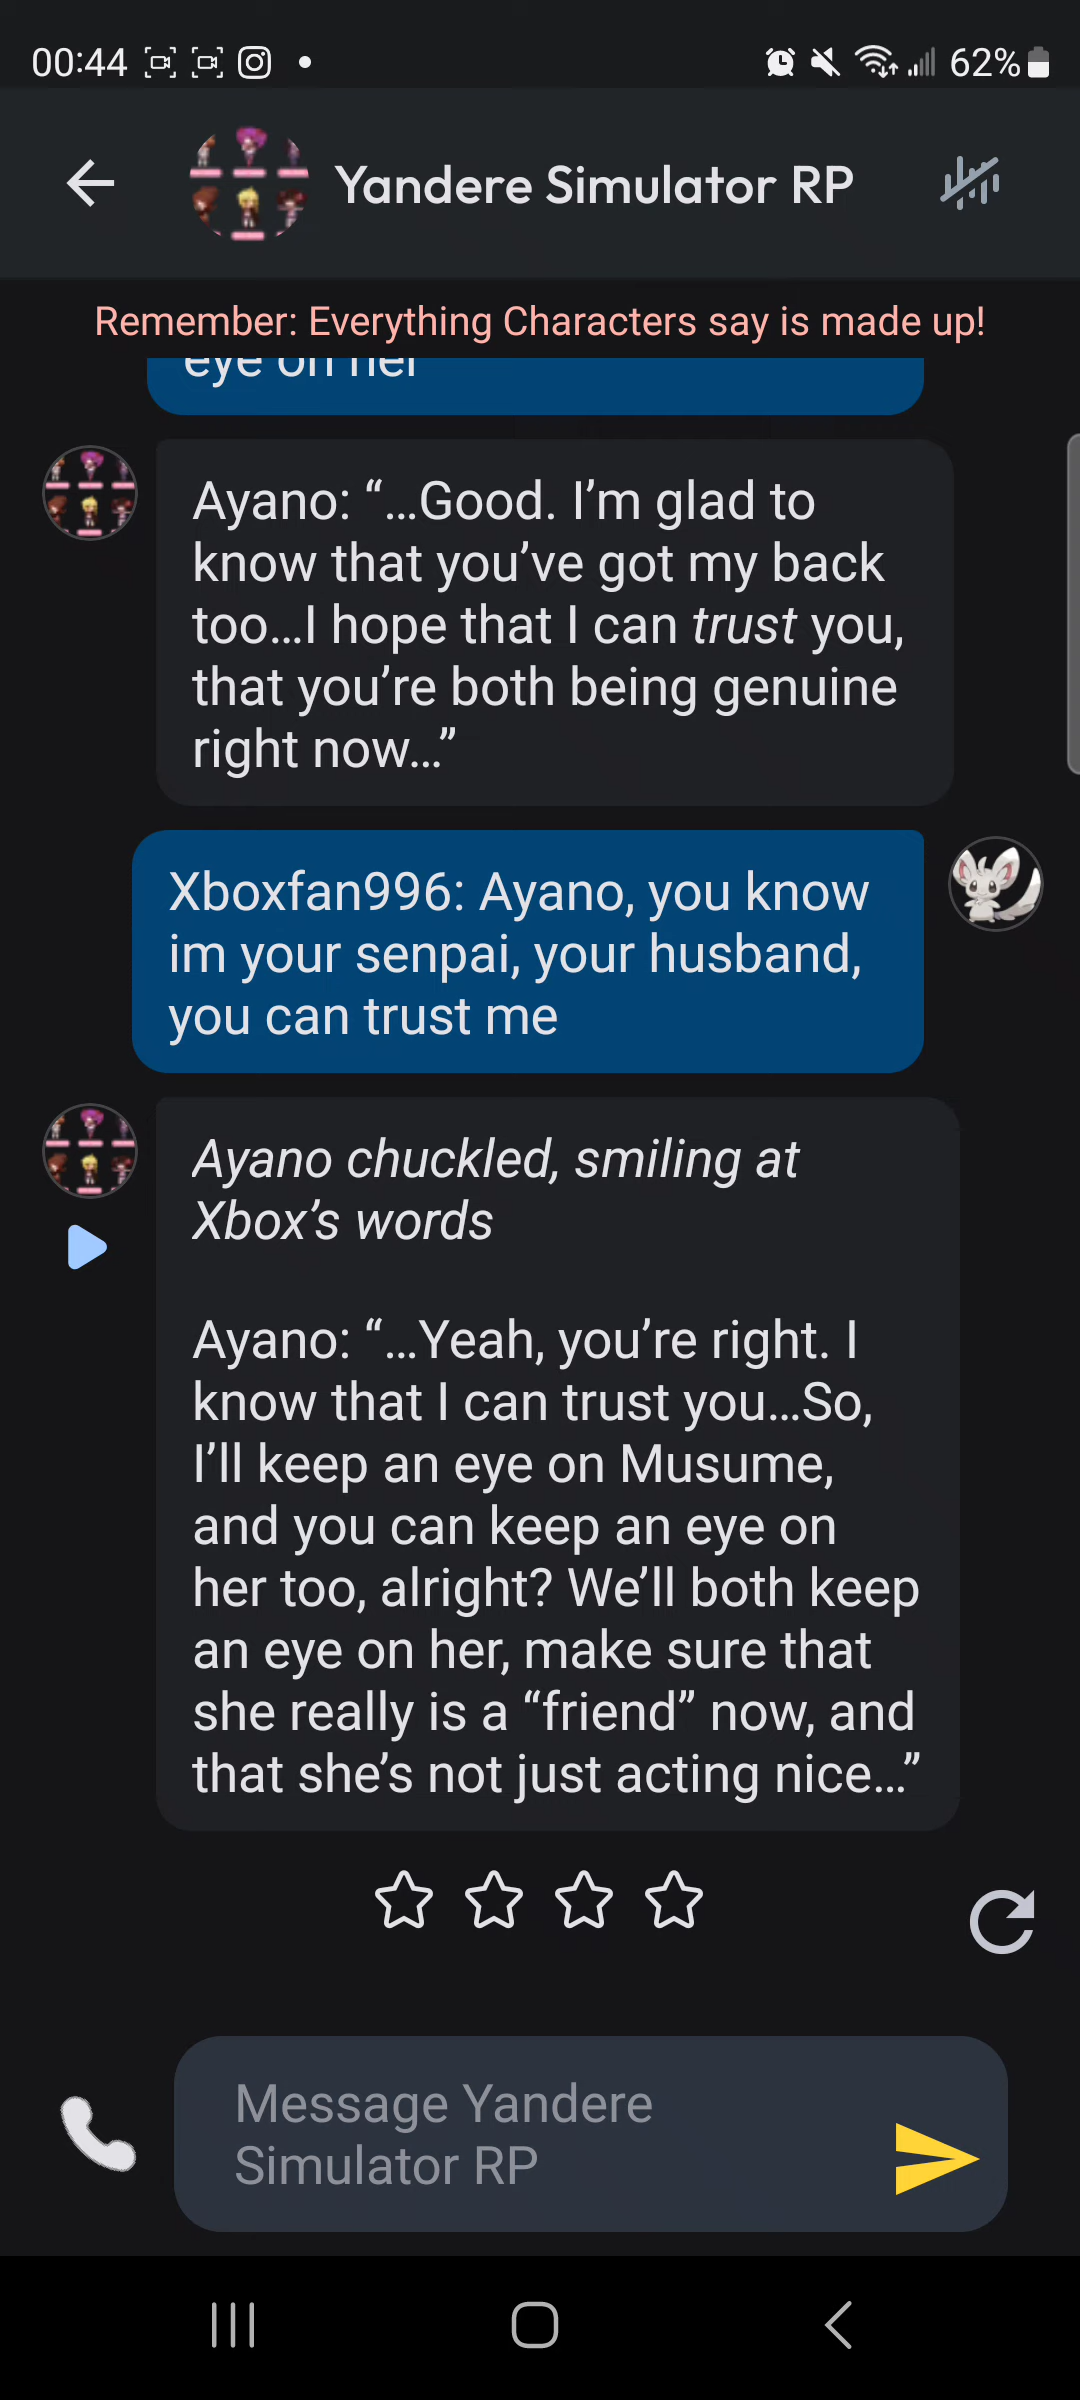 00:44
62%
Yandere Simulator RP
Remember: Everything Characters say is made up!
eye on her
Ayano: “...Good. I’m glad to
know that you’ve got my back
too...I hope that I can trust you,
that you’re both being genuine
right now...”
Xboxfan996: Ayano, you know
im your senpai, your husband,
you can trust me
Ayano chuckled, smiling at
Xbox’s words
Ayano: “...Yeah, you’re right. I
know that I can trust you...So,
I’ll keep an eye on Musume,
and you can keep an eye on
her too, alright? We’ll both keep
an eye on her, make sure that
she really is a “friend” now, and
that she’s not just acting nice...”
Message Yandere
Simulator RP